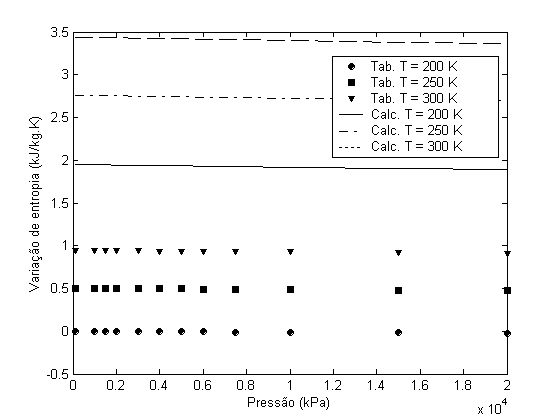 3.5
3
2.5
2
1.5
1
0.5
0
-0.5
Variação de entropia (kJ/kg.K)
Tab. T = 200 K
Tab. T = 250 K
Tab. T = 300 K
Calc. T = 200 K
Calc. T = 250 K
Calc. T = 300 K
0 0.2 0.4 0.6 0.8 1 1.2 1.4 1.6 1.8 2
Pressão (kPa)
x 10^4